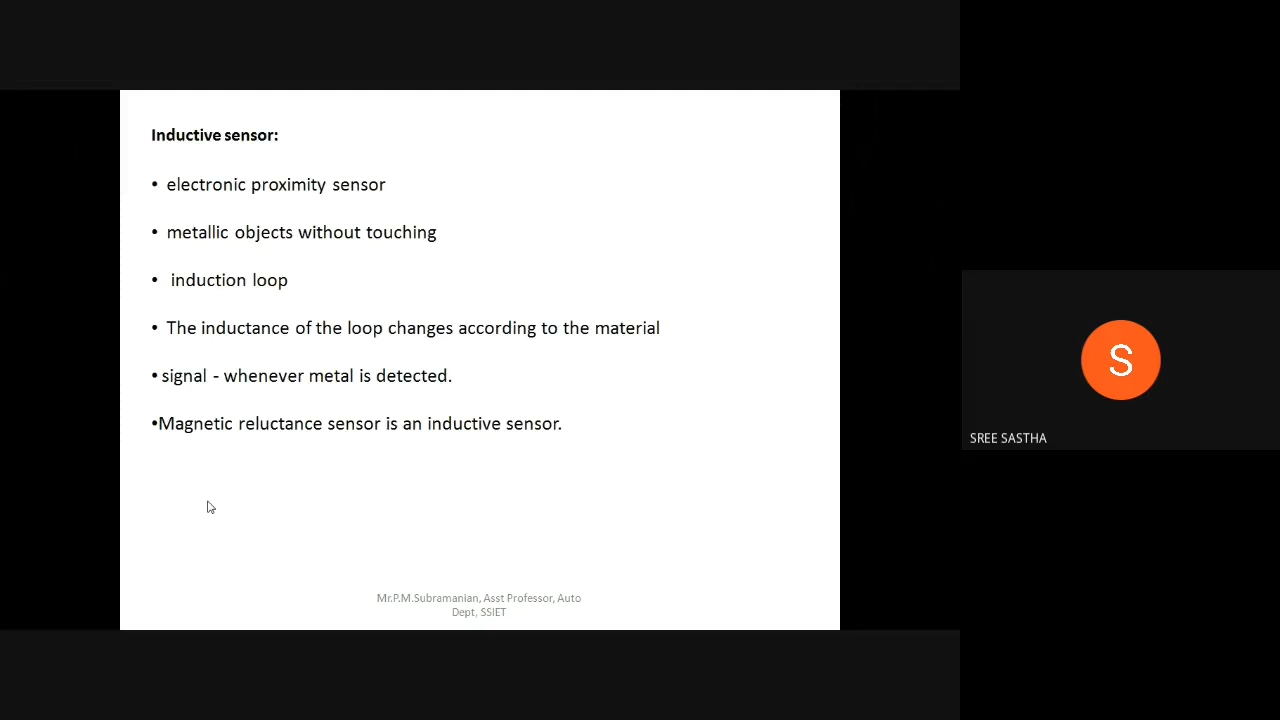 Inductive sensor:
• electronic proximity sensor
• metallic objects without touching
• induction loop
• The inductance of the loop changes according to the material
• signal - whenever metal is detected.
•Magnetic reluctance sensor is an inductive sensor.
Mr.P.M.Subramanian, Asst Professor, Auto
Dept, SSIET
S
SREE SASTHA